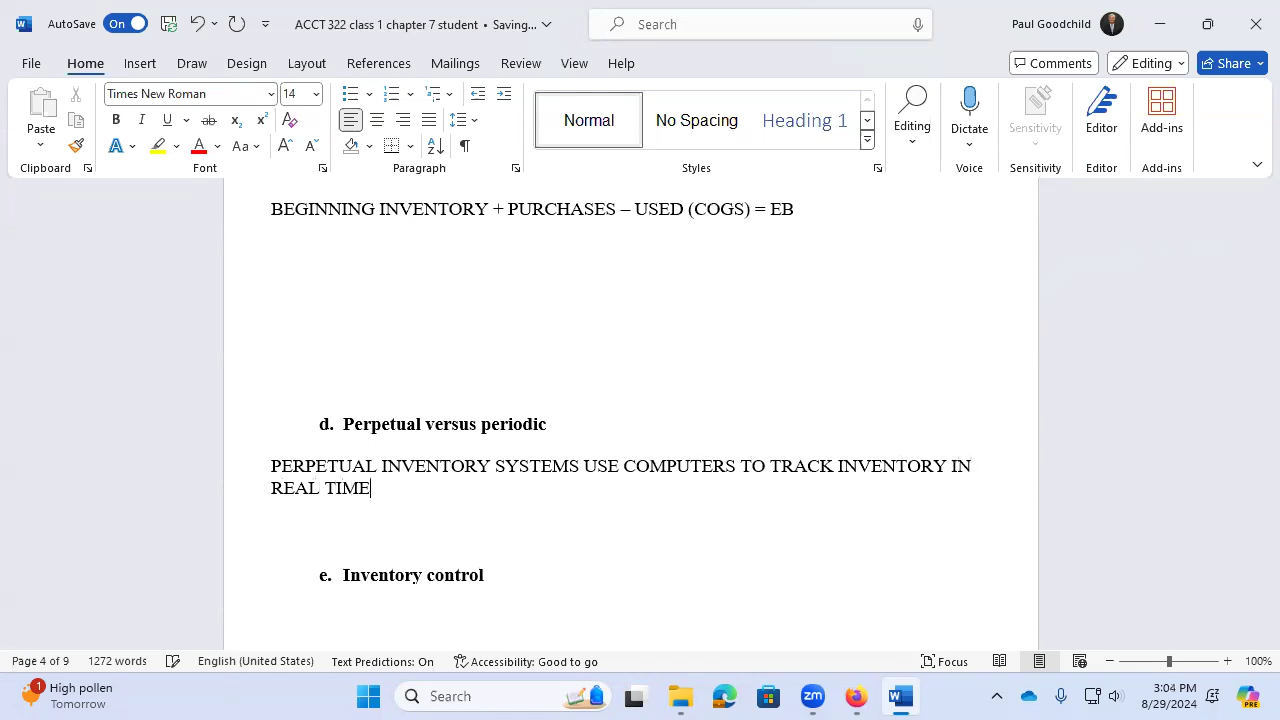 AutoSave On ACCT 322 class 1 chapter 7 student • Saving... Search Paul Goodchild
File Home Insert Draw Design Layout References Mailings Review View Help Comments Editing Share
Paste Times New Roman 14 Normal No Spacing Heading 1 Editing Dictate Sensitivity Editor Add-ins
Clipboard Font Paragraph Styles Voice Sensitivity Editor Add-ins
BEGINNING INVENTORY + PURCHASES – USED (COGS) = EB
d. Perpetual versus periodic
PERPETUAL INVENTORY SYSTEMS USE COMPUTERS TO TRACK INVENTORY IN
REAL TIME
e. Inventory control
Page 4 of 9 1272 words English (United States) Text Predictions: On Accessibility: Good to go Focus 100%
1 High pollen Tomorrow Search zm 3:04 PM 8/29/2024 PRE